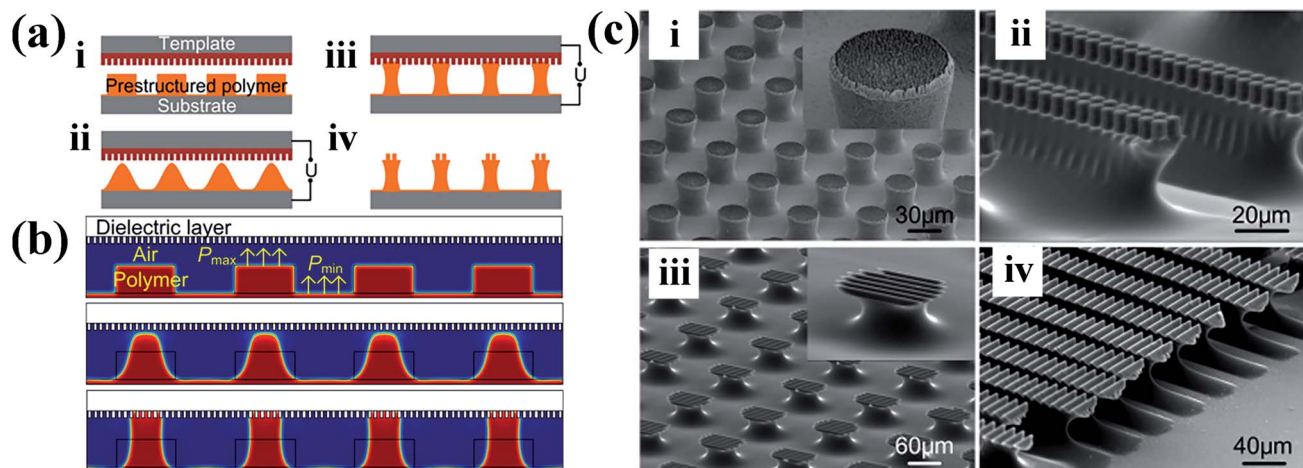 (a)
i
Template
Prestructured polymer
Substrate
iii
U
ii
U
iv
(b)
Dielectric layer
Air
Polymer
Pmax
Pmin
(c)
i
30μm
ii
20μm
iii
60μm
iv
40μm